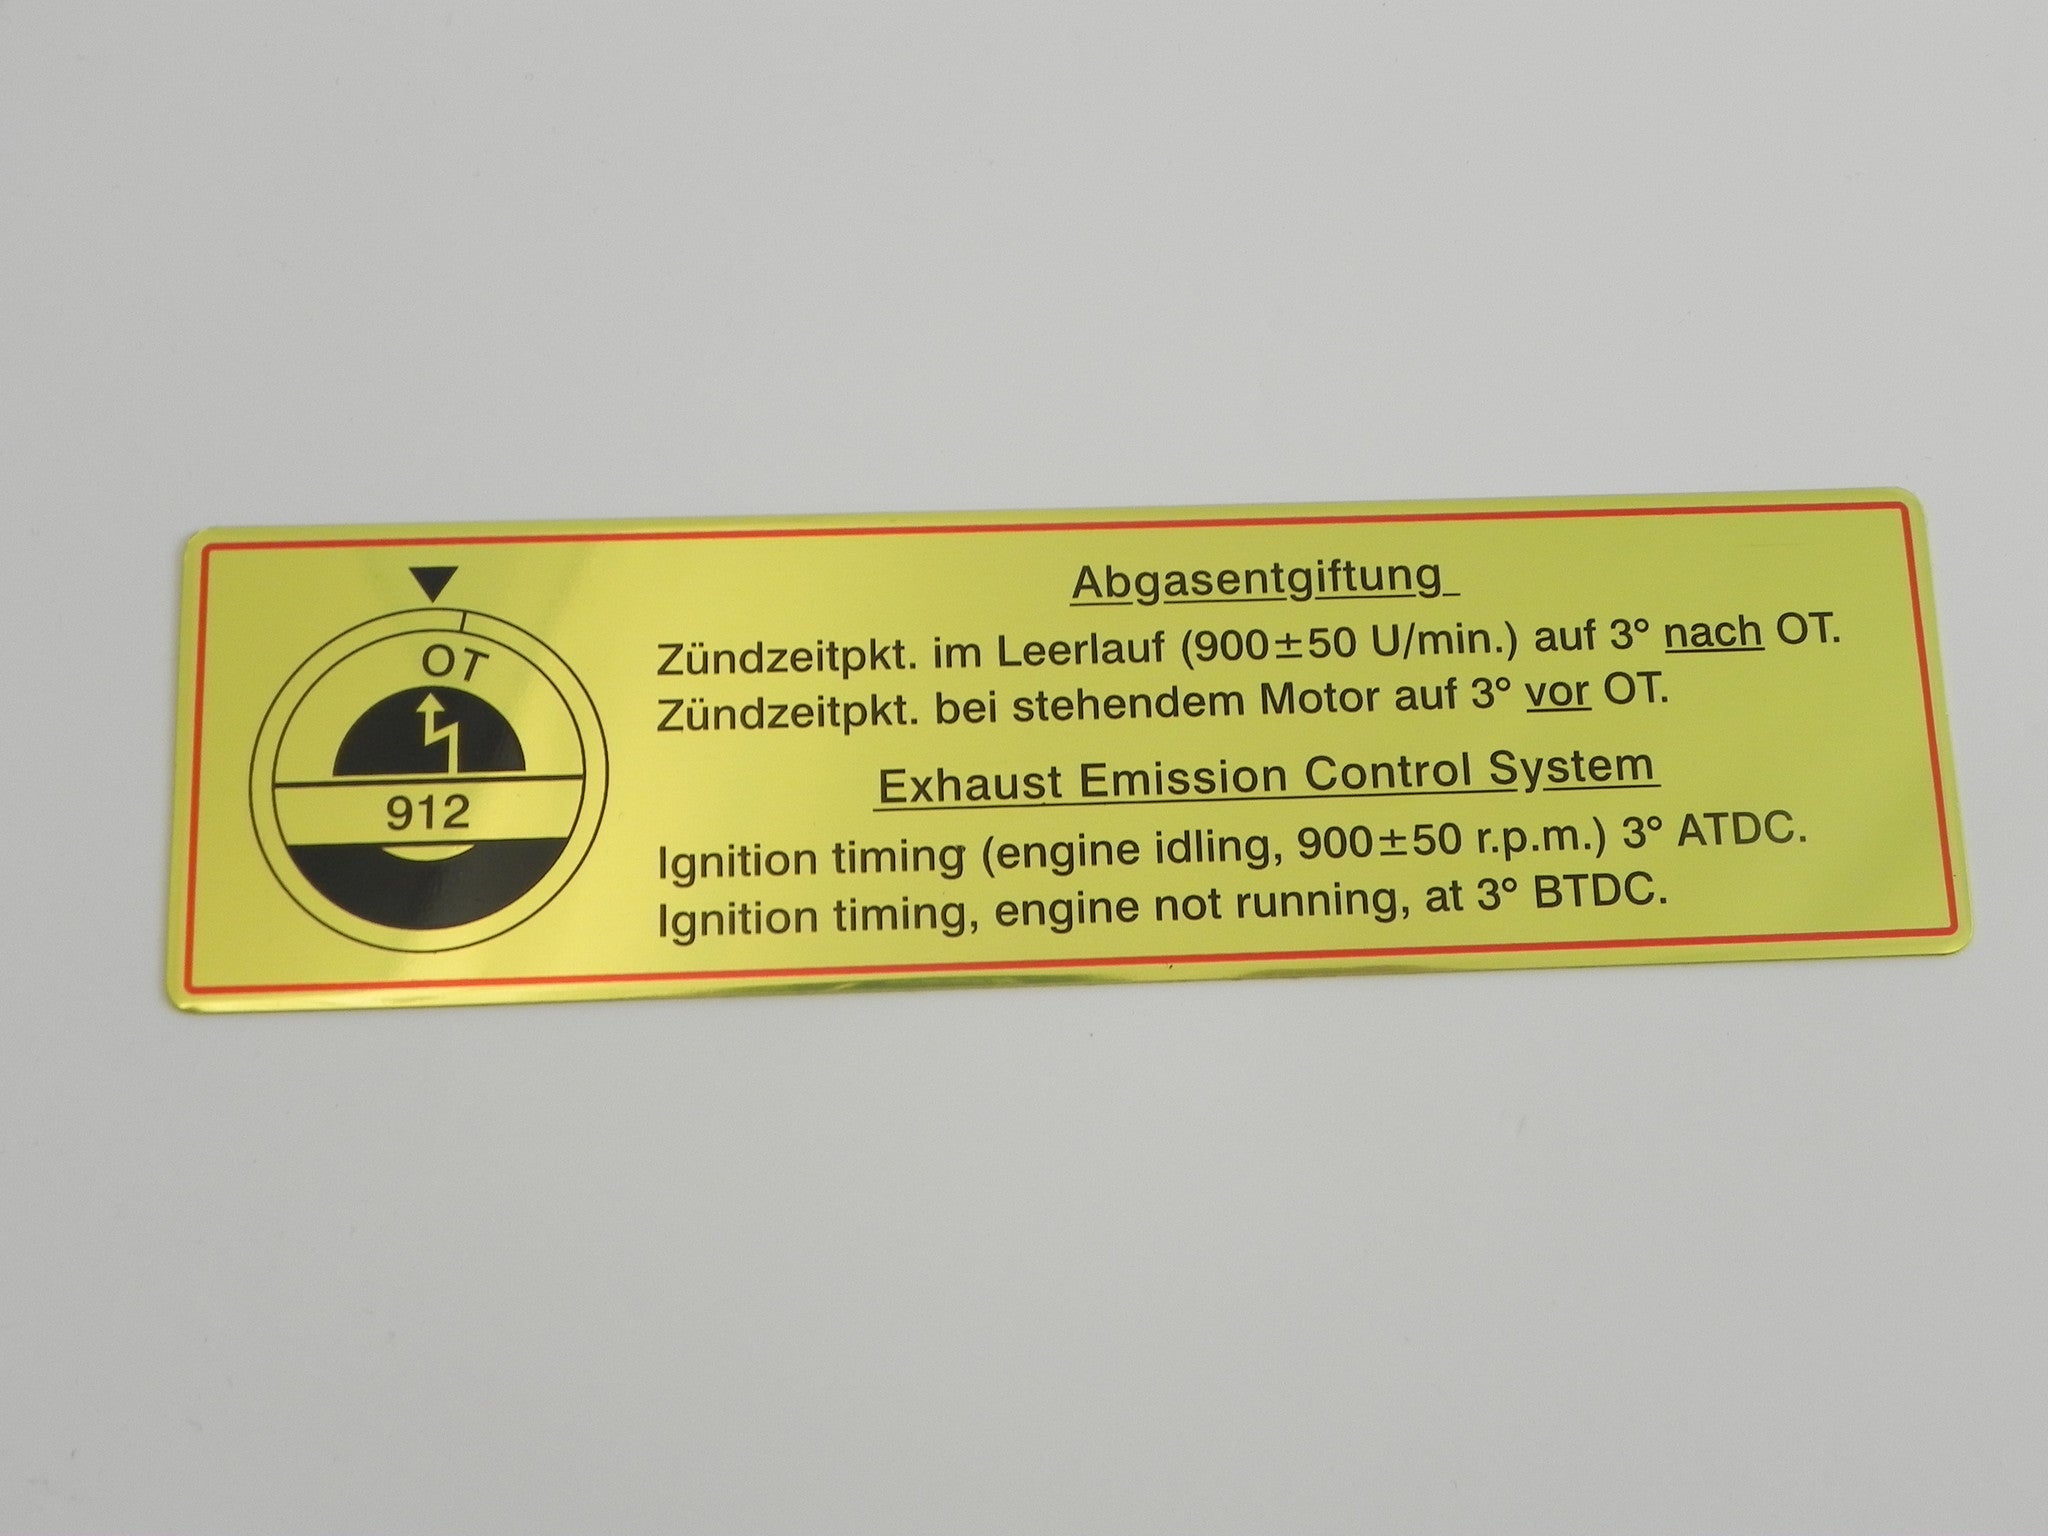 OT
912
Abgasentgiftung
Zündzeitpkt. im Leerlauf (900±50 U/min.) auf 3° nach OT.
Zündzeitpkt. bei stehendem Motor auf 3° vor OT.
Exhaust Emission Control System
Ignition timing (engine idling, 900±50 r.p.m.) 3° ATDC.
Ignition timing, engine not running, at 3° BTDC.